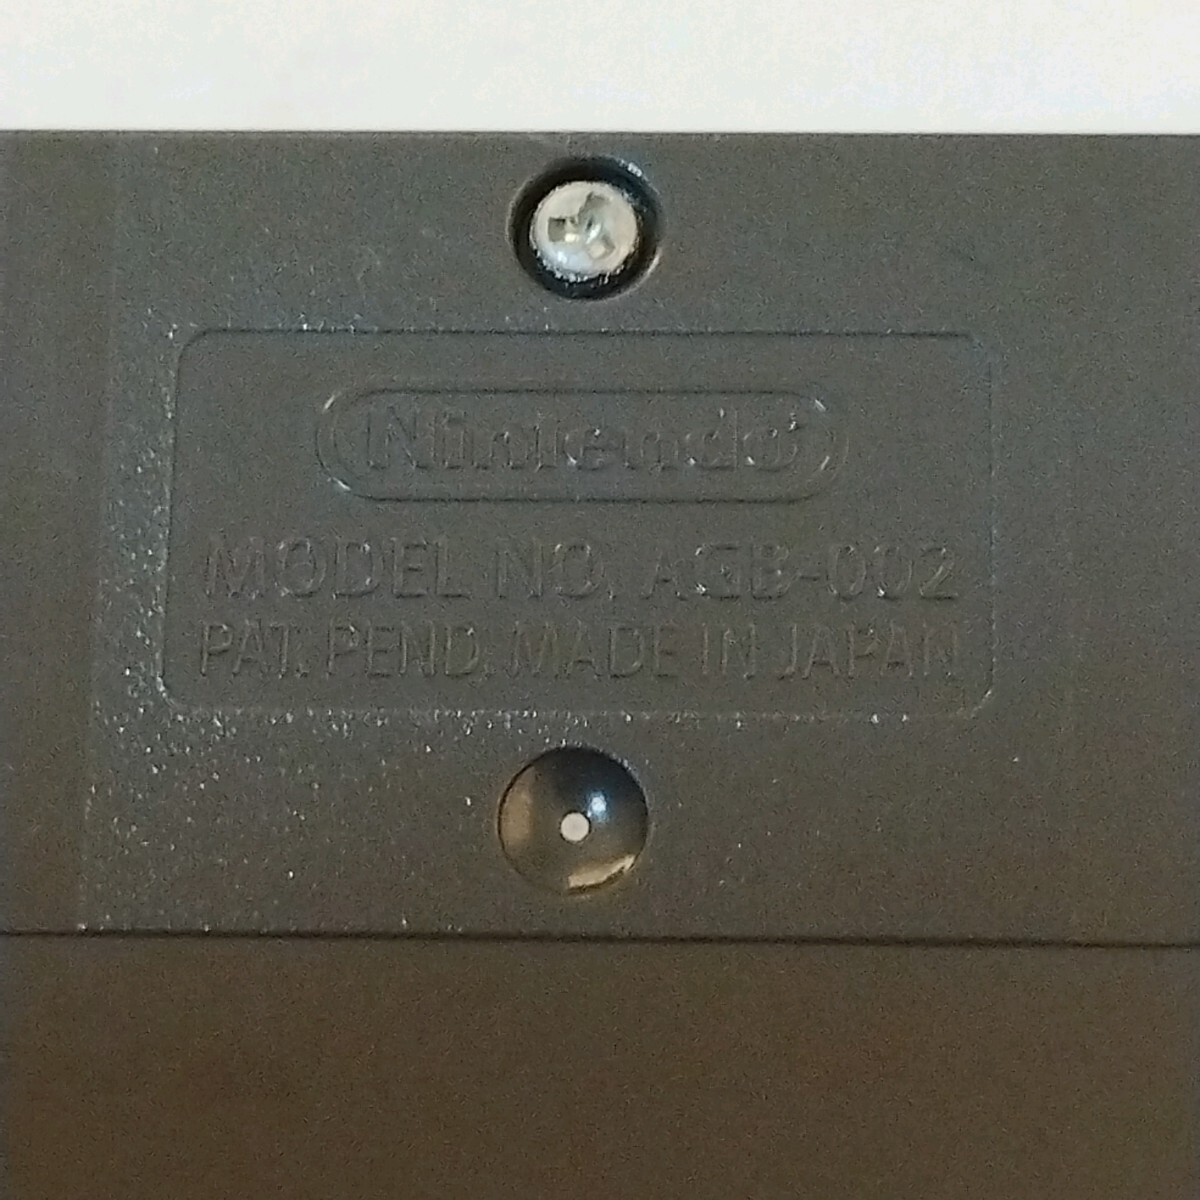 Nintendo
MODEL NO. AGB-002
PAT. PEND. MADE IN JAPAN